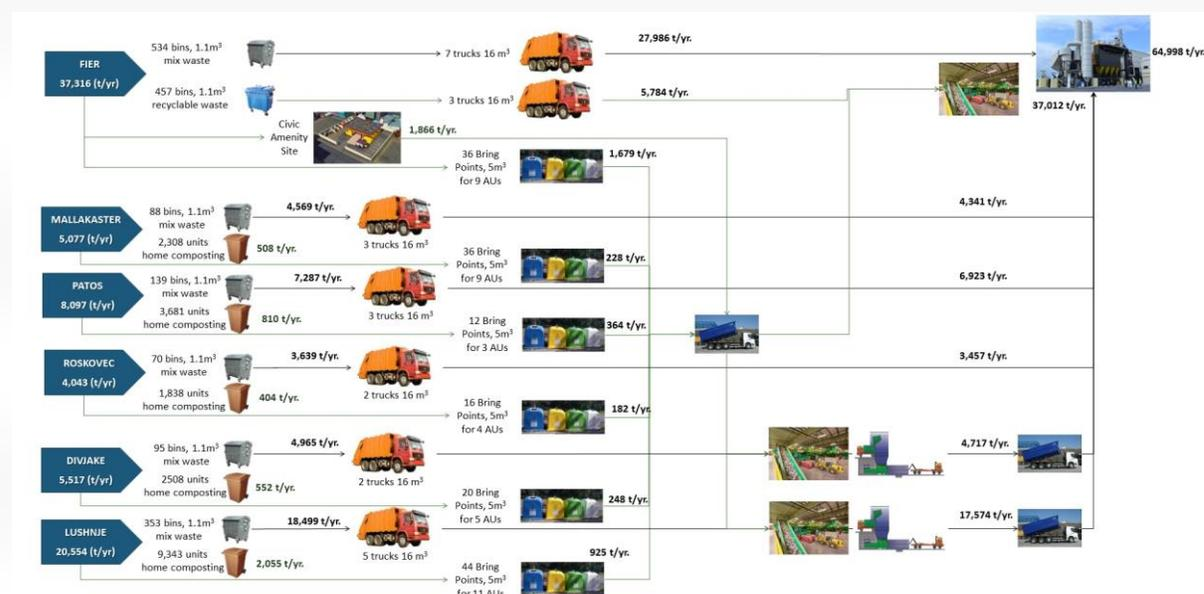 FIER
37,316 (t/yr)
534 bins, 1.1m³
mix waste
7 trucks 16 m³
27,986 t/yr.
64,998 t/yr.
457 bins, 1.1m³
recyclable waste
3 trucks 16 m³
5,784 t/yr.
37,012 t/yr.
Civic
Amenity
Site
1,866 t/yr.
36 Bring
Points, 5m³
for 9 AUs
1,679 t/yr.
MALLAKASTER
5,077 (t/yr)
88 bins, 1.1m³
mix waste
4,569 t/yr.
3 trucks 16 m³
4,341 t/yr.
2,308 units
home composting
508 t/yr.
36 Bring
Points, 5m³
for 9 AUs
228 t/yr.
PATOS
8,097 (t/yr)
139 bins, 1.1m³
mix waste
7,287 t/yr.
3 trucks 16 m³
6,923 t/yr.
3,681 units
home composting
810 t/yr.
12 Bring
Points, 5m³
for 3 AUs
364 t/yr.
ROSKOVEC
4,043 (t/yr)
70 bins, 1.1m³
mix waste
3,639 t/yr.
2 trucks 16 m³
3,457 t/yr.
1,838 units
home composting
404 t/yr.
16 Bring
Points, 5m³
for 4 AUs
182 t/yr.
DIVJAKE
5,517 (t/yr)
95 bins, 1.1m³
mix waste
4,965 t/yr.
2 trucks 16 m³
4,717 t/yr.
2508 units
home composting
552 t/yr.
20 Bring
Points, 5m³
for 5 AUs
248 t/yr.
LUSHNJE
20,554 (t/yr)
353 bins, 1.1m³
mix waste
18,499 t/yr.
5 trucks 16 m³
17,574 t/yr.
9,343 units
home composting
2,055 t/yr.
44 Bring
Points, 5m³
for 11 AUs
925 t/yr.